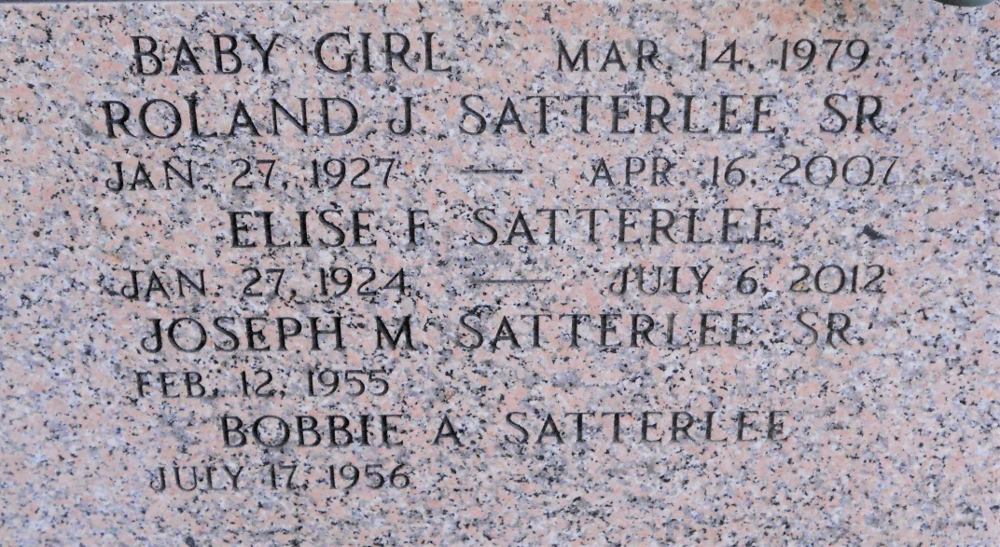 BABY GIRL MAR. 14, 1979
ROLAND J. SATTERLEE, SR.
JAN. 27, 1927 — APR. 16, 2007
ELISE F. SATTERLEE
JAN. 27, 1924 — JULY 6, 2012
JOSEPH M. SATTERLEE, SR.
FEB. 12, 1955
BOBBIE A. SATTERLEE
JULY 17, 1956